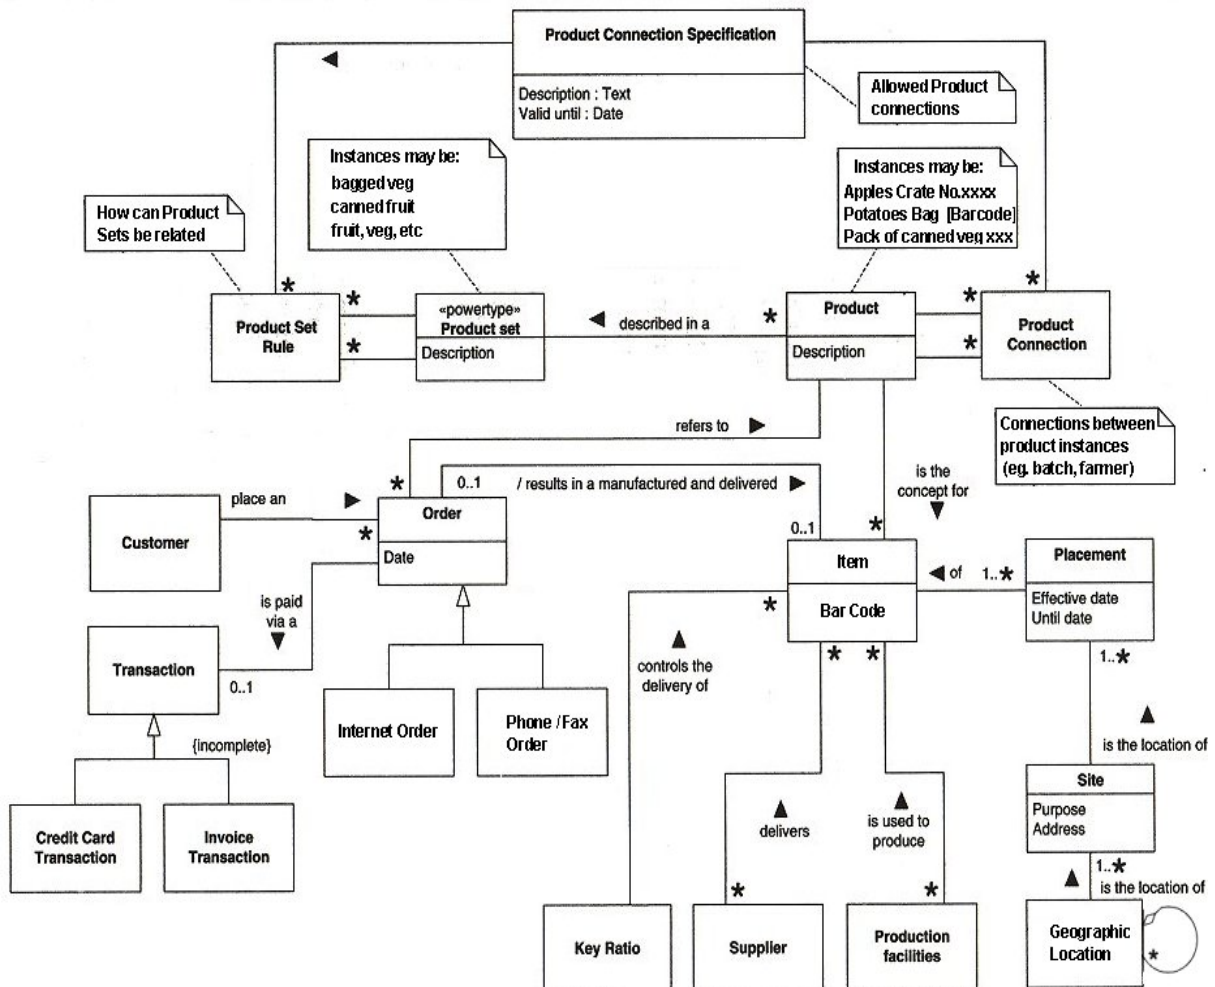 Product Connection Specification
Description : Text
Valid until : Date
Allowed Product
connections
Instances may be:
bagged veg
canned fruit
fruit, veg, etc
Instances may be:
Apples Crate No.xxxx
Potatoes Bag [Barcode]
Pack of canned veg xxx
How can Product
Sets be related
*
*
*
*
*
*
Product Set
Rule
«powertype»
Product set
Description
described in a
*
Product
Description
Product
Connection
Connections between
product instances
(eg. batch, farmer)
refers to
*
0..1
/ results in a manufactured and delivered
0..1
is the
concept for
*
place an
*
Customer
Order
Date
Item
Bar Code
of
1..*
Placement
Effective date
Until date
is paid
via a
Transaction
0..1
{incomplete}
Credit Card
Transaction
Invoice
Transaction
Internet Order
Phone / Fax
Order
*
controls the
delivery of
*
*
1..*
is the location of
delivers
is used to
produce
Site
Purpose
Address
*
*
1..*
is the location of
Key Ratio
Supplier
Production
facilities
Geographic
Location
*